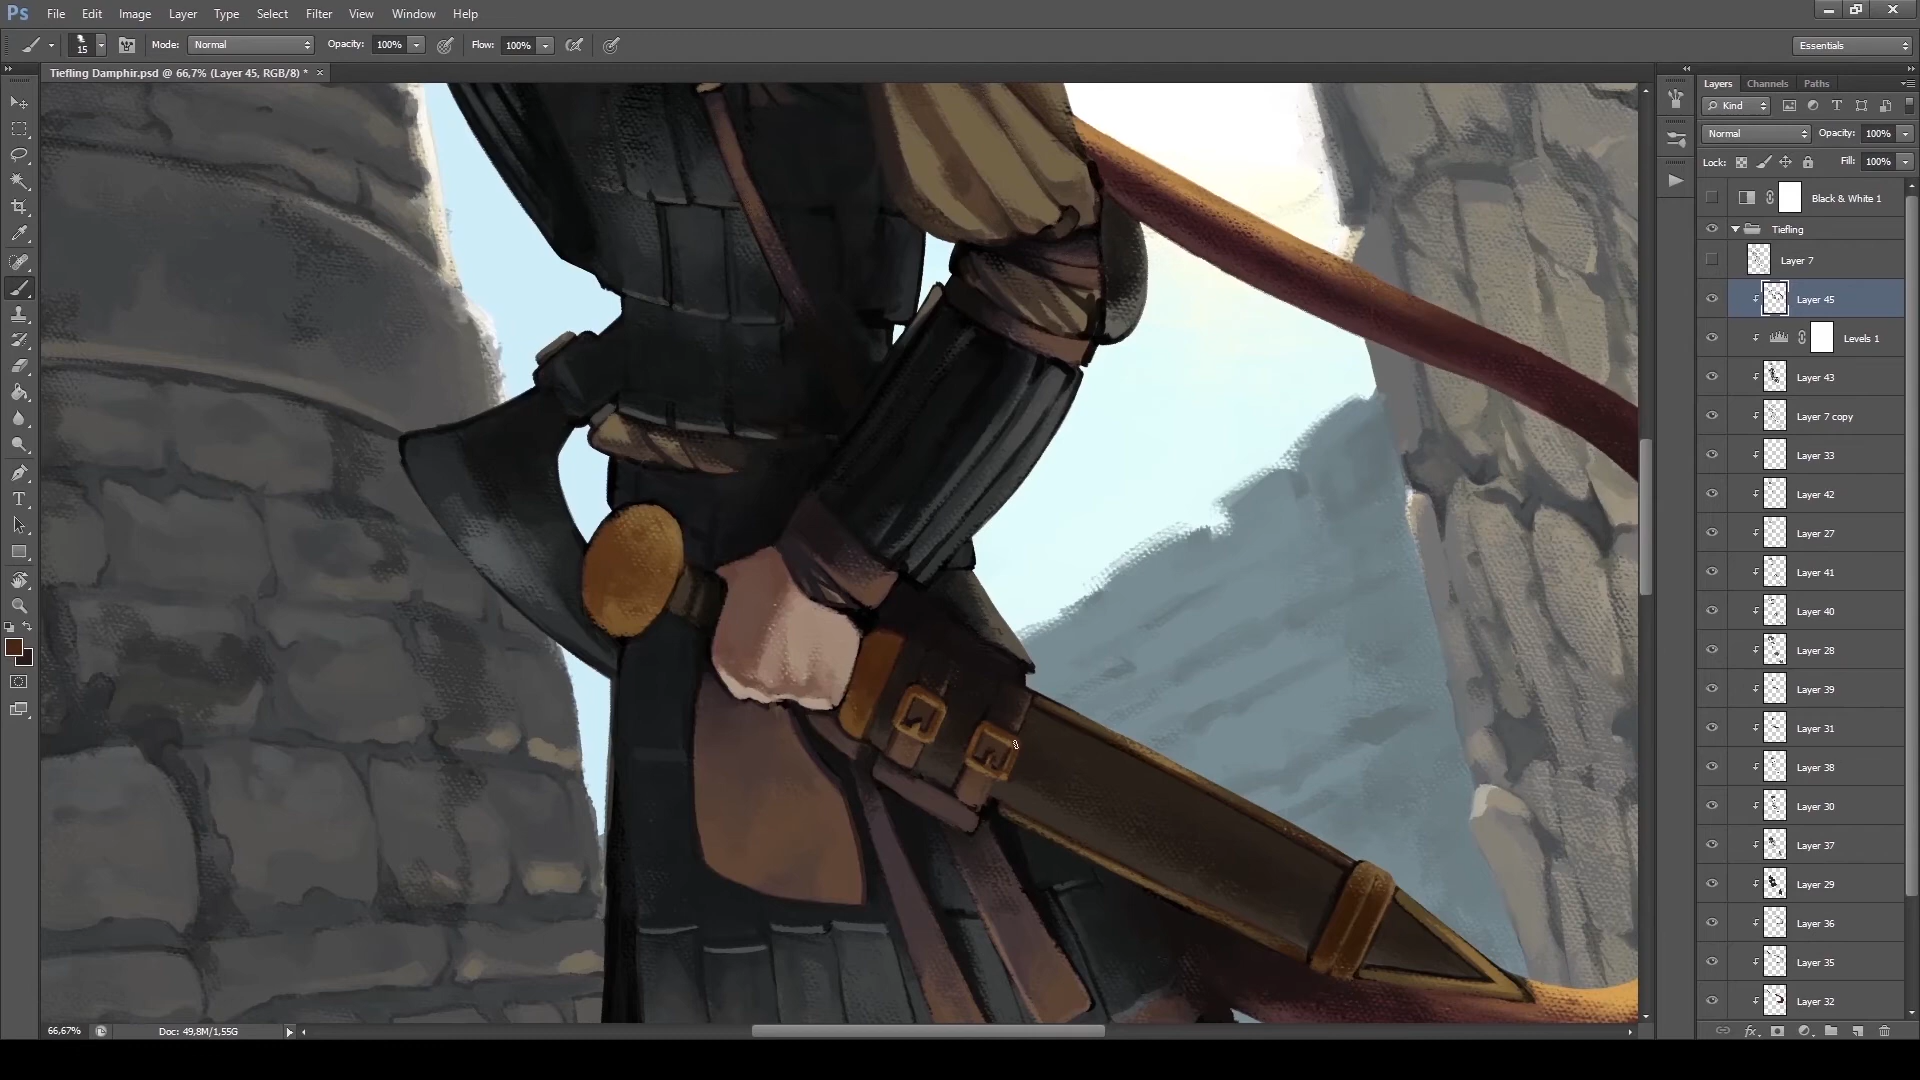 Ps File Edit Image Layer Type Select Filter View Window Help
15 Mode: Normal Opacity: 100% Flow: 100% Essentials
Tiefling Damphir.psd @ 66,7% (Layer 45, RGB/8) * ×
Layers Channels Paths
Kind
Normal Opacity: 100%
Lock: Fill: 100%
Black & White 1
Tiefling
Layer 7
Layer 45
Levels 1
Layer 43
Layer 7 copy
Layer 33
Layer 42
Layer 27
Layer 41
Layer 40
Layer 28
Layer 39
Layer 31
Layer 38
Layer 30
Layer 37
Layer 29
Layer 36
Layer 35
Layer 32
66,67% Doc: 49,8M/1,55G